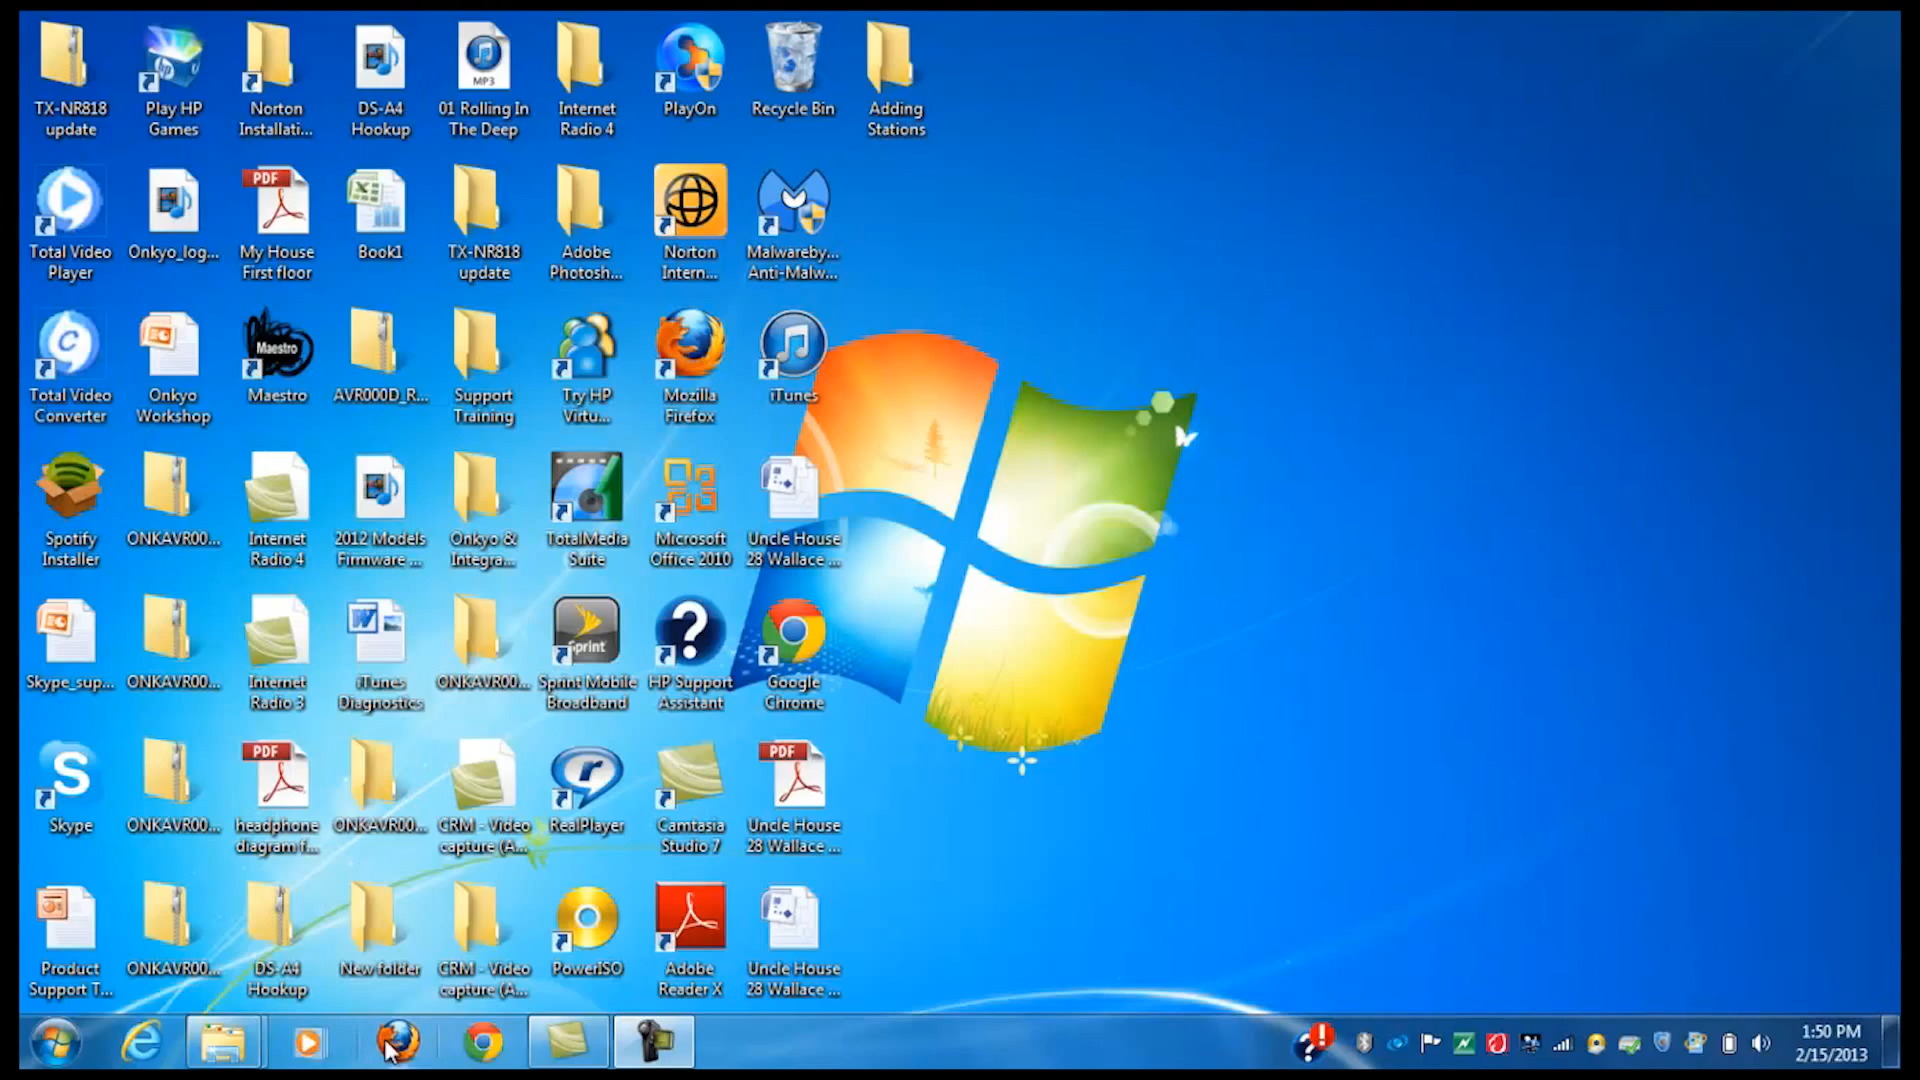 TX-NR818
update
Play HP
Games
Norton
Installati...
DS-A4
Hookup
MP3
01 Rolling In
The Deep
Internet
Radio 4
PlayOn
Recycle Bin
Adding
Stations
Total Video
Player
Onkyo_log...
PDF
My House
First floor
Book1
TX-NR818
update
Adobe
Photosh...
Norton
Intern...
Malwareby...
Anti-Malw...
Total Video
Converter
Onkyo
Workshop
Maestro
Maestro
AVR000D_R...
Support
Training
Try HP
Virtu...
Mozilla
Firefox
iTunes
Spotify
Installer
ONKAVR00...
Internet
Radio 4
2012 Models
Firmware ...
Onkyo &
Integra...
TotalMedia
Suite
Microsoft
Office 2010
Uncle House
28 Wallace ...
Skype_sup...
ONKAVR00...
Internet
Radio 3
iTunes
Diagnostics
ONKAVR00...
Sprint
Sprint Mobile
Broadband
HP Support
Assistant
Google
Chrome
Skype
ONKAVR00...
PDF
headphone
diagram f...
ONKAVR00...
CRM - Video
capture (A...
RealPlayer
Camtasia
Studio 7
PDF
Uncle House
28 Wallace ...
Product
Support T...
ONKAVR00...
DS-A4
Hookup
New folder
CRM - Video
capture (A...
PowerISO
Adobe
Reader X
Uncle House
28 Wallace ...
1:50 PM
2/15/2013